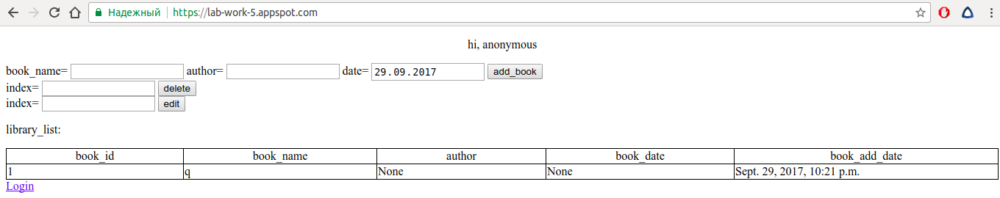 Надежный https://lab-work-5.appspot.com
hi, anonymous
book_name= author= date= 29.09.2017 add_book
index= delete
index= edit
library_list:
book_id book_name author book_date book_add_date
1 q None None Sept. 29, 2017, 10:21 p.m.
Login